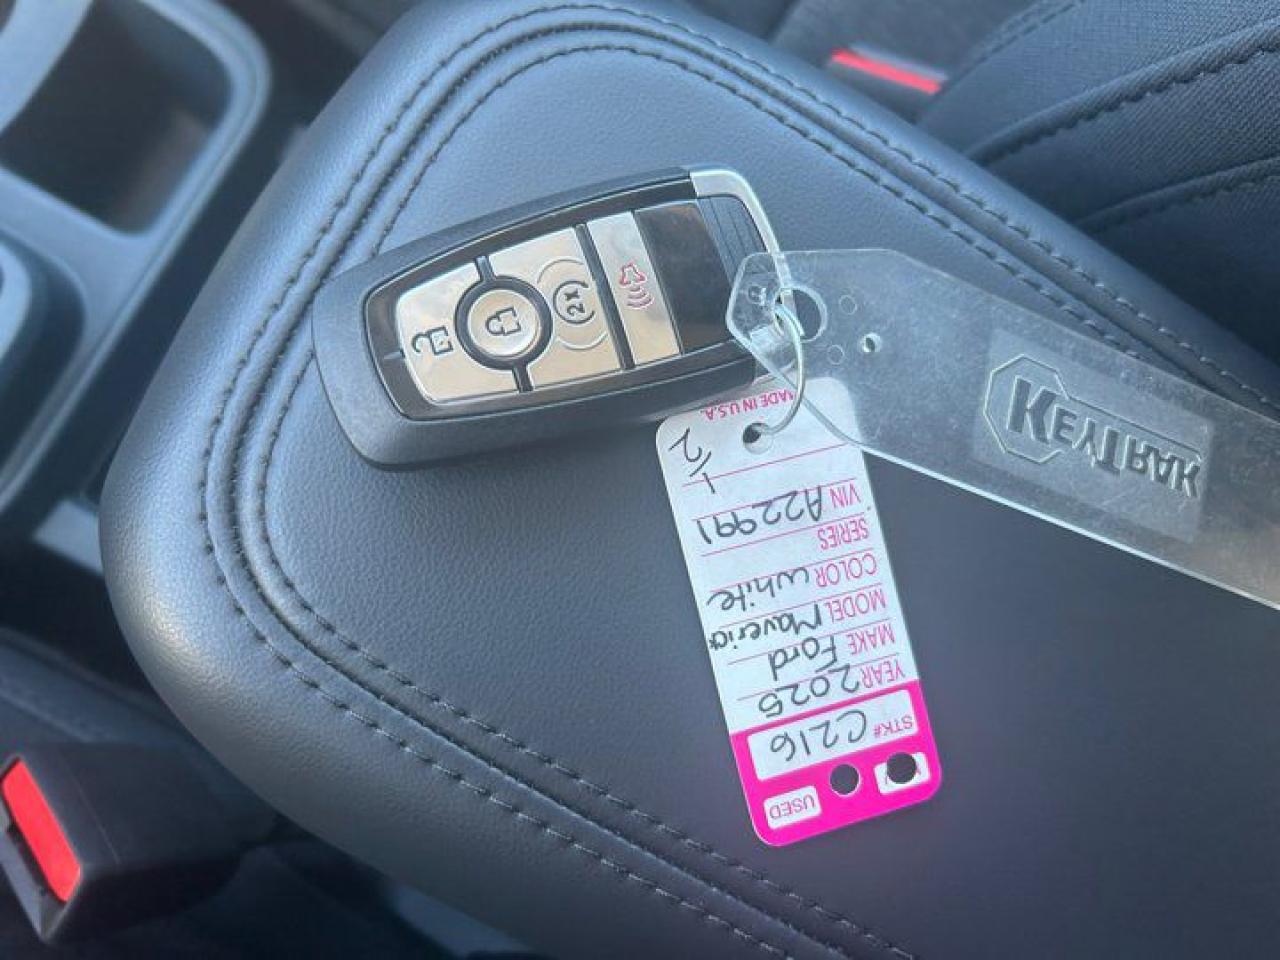 2x
KEYTRAK
USED
STK# C216
YEAR 2025
MAKE Ford
MODEL Maverick
COLOR white
SERIES
VIN A22991
1/2
MADE IN U.S.A.